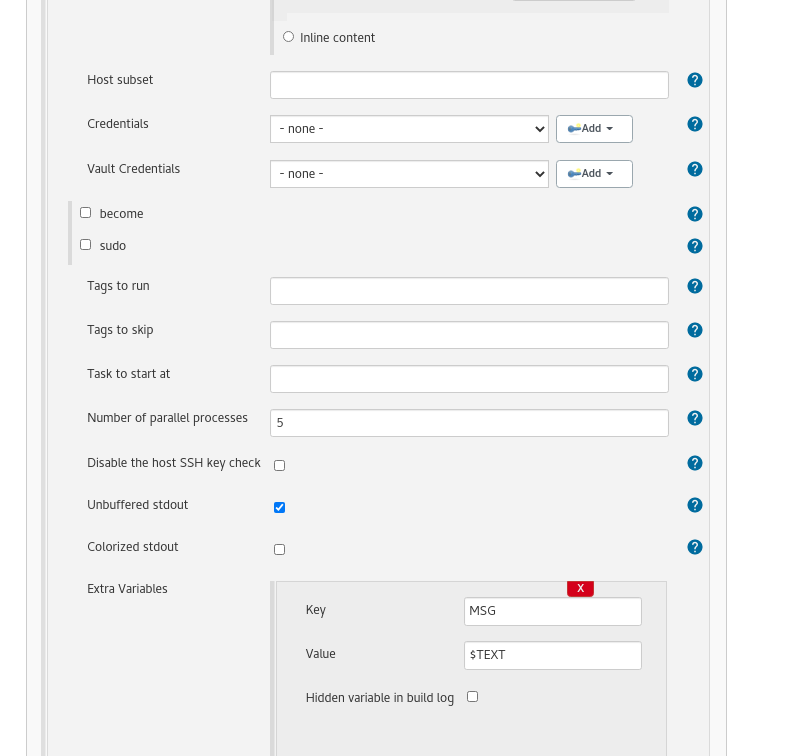 Inline content
Host subset
Credentials - none - Add
Vault Credentials - none - Add
become
sudo
Tags to run
Tags to skip
Task to start at
Number of parallel processes 5
Disable the host SSH key check
Unbuffered stdout
Colorized stdout
Extra Variables
X
Key MSG
Value $TEXT
Hidden variable in build log